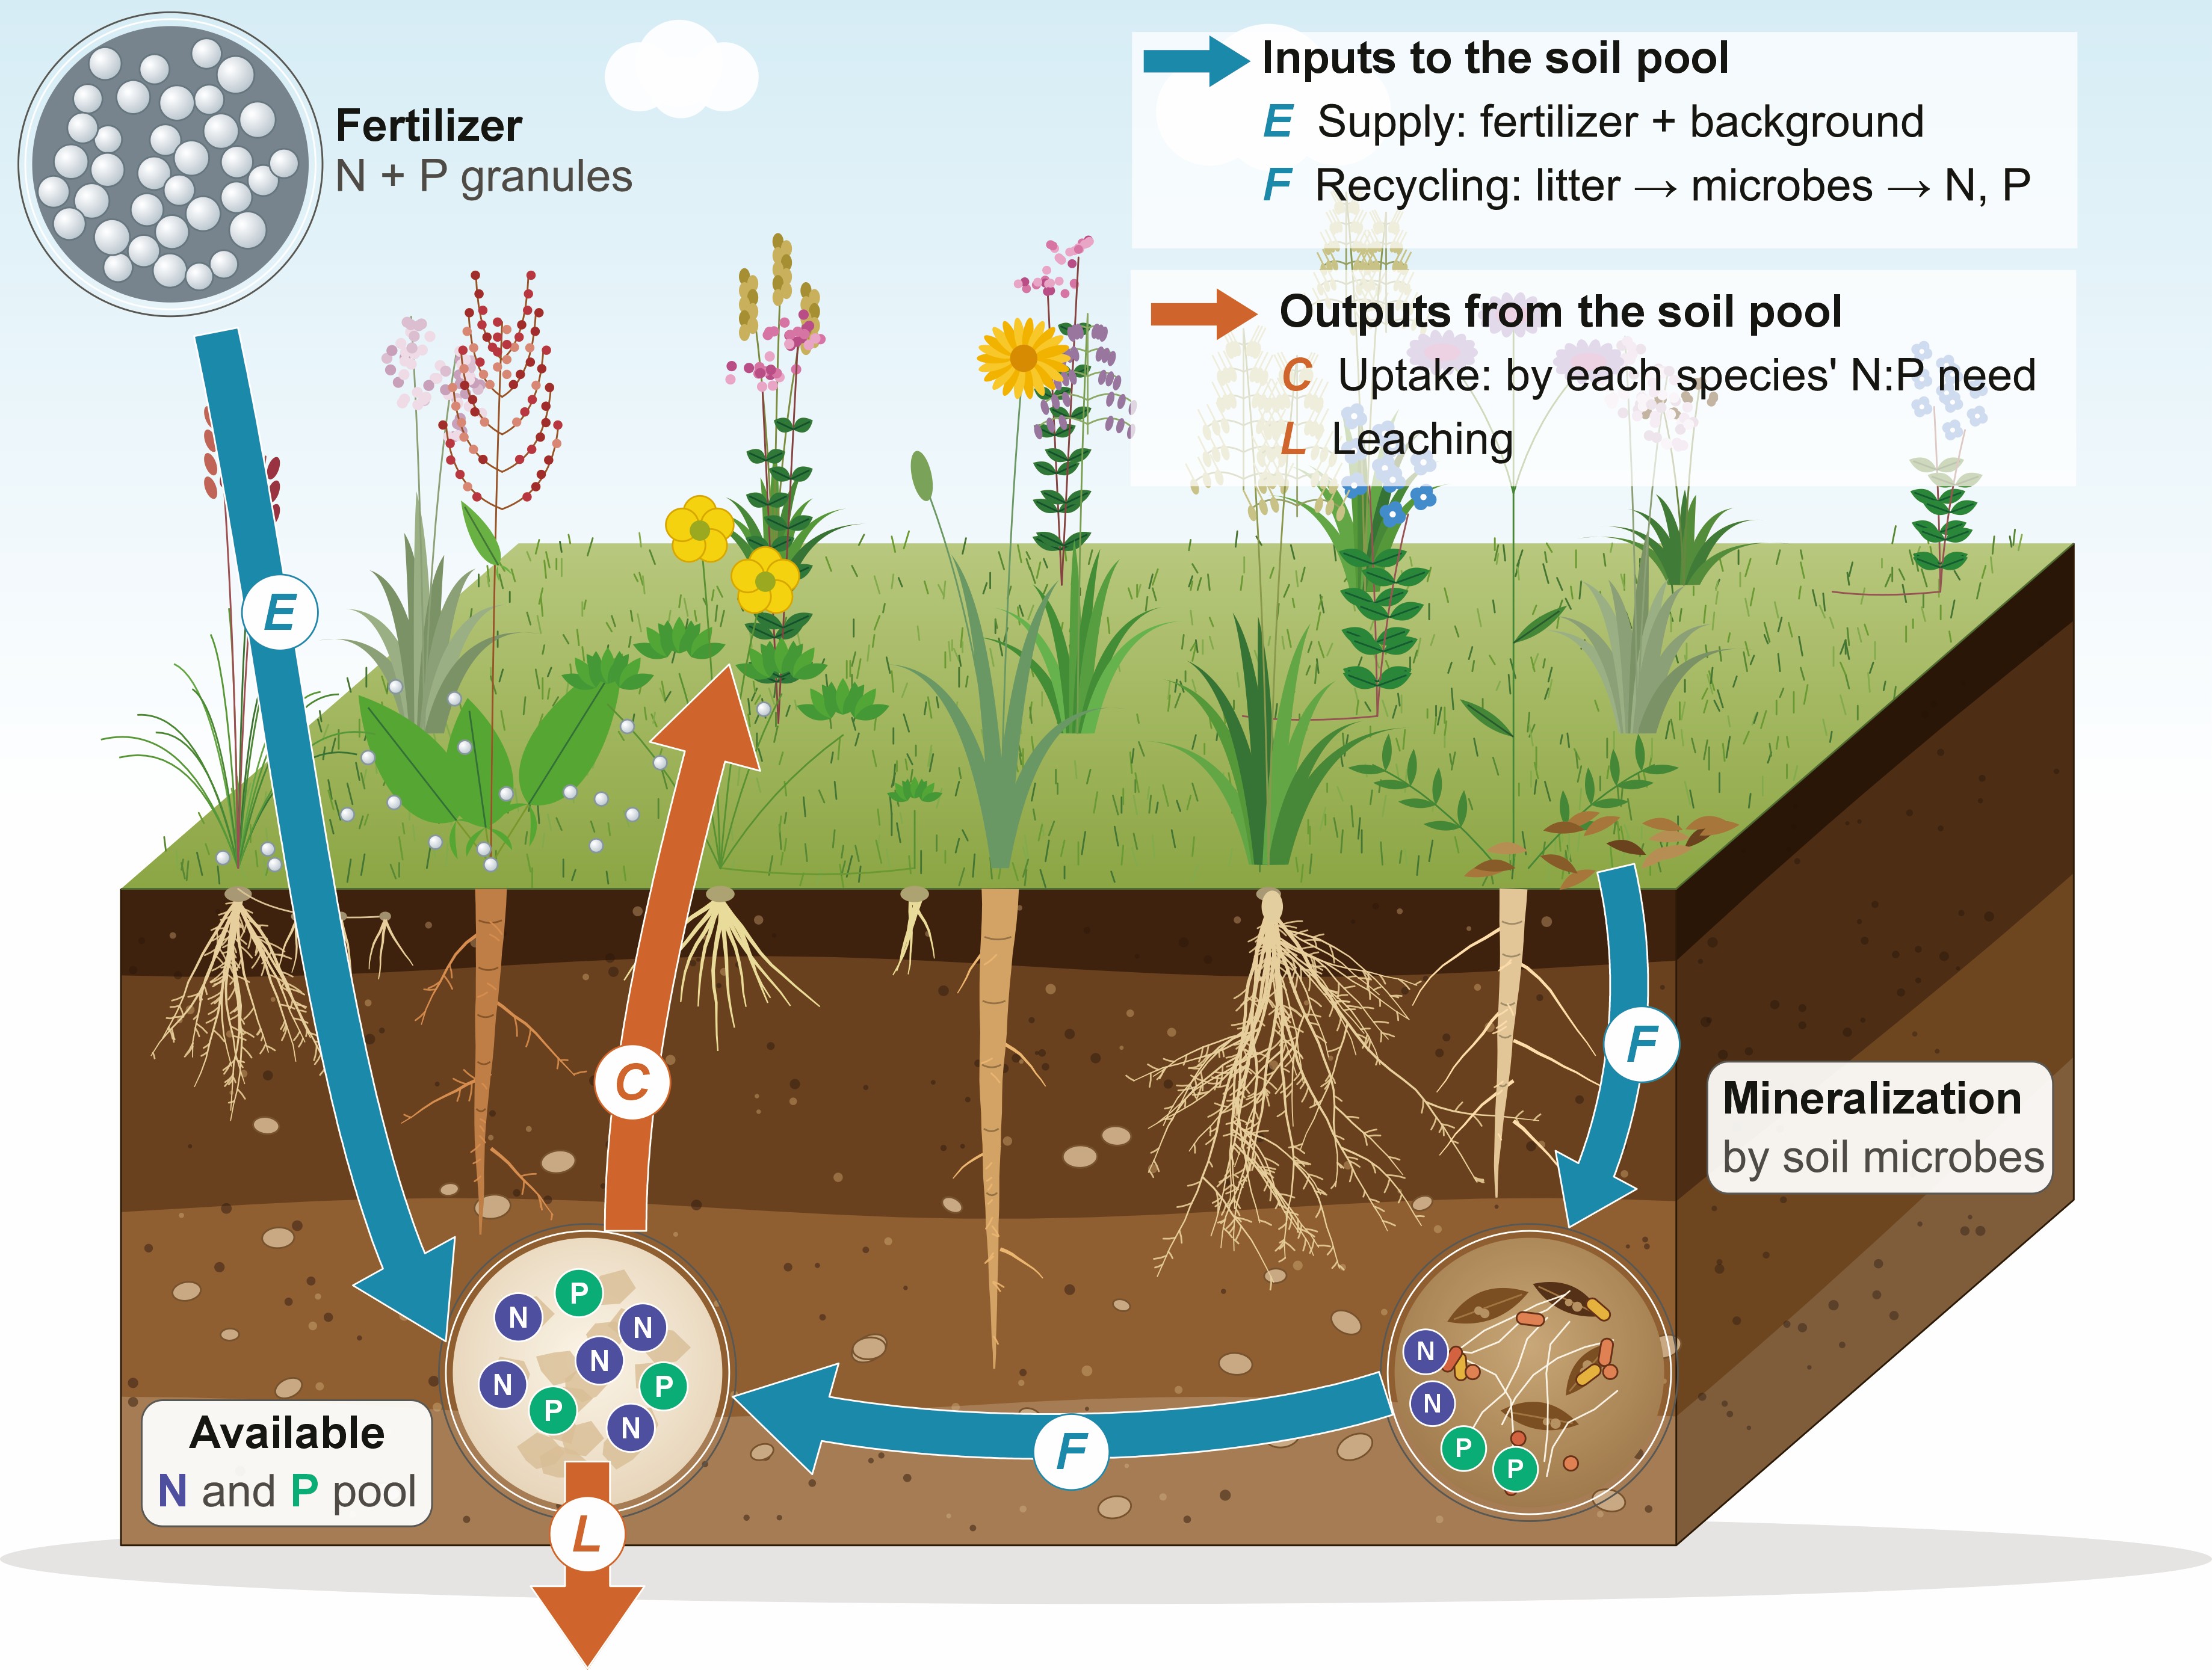 Fertilizer
N + P granules
Inputs to the soil pool
E Supply: fertilizer + background
F Recycling: litter → microbes → N, P
Outputs from the soil pool
C Uptake: by each species' N:P need
L Leaching
E
C
F
Mineralization
by soil microbes
P
N
N
N
N
P
P
N
N
N
P
P
F
Available
N and P pool
L